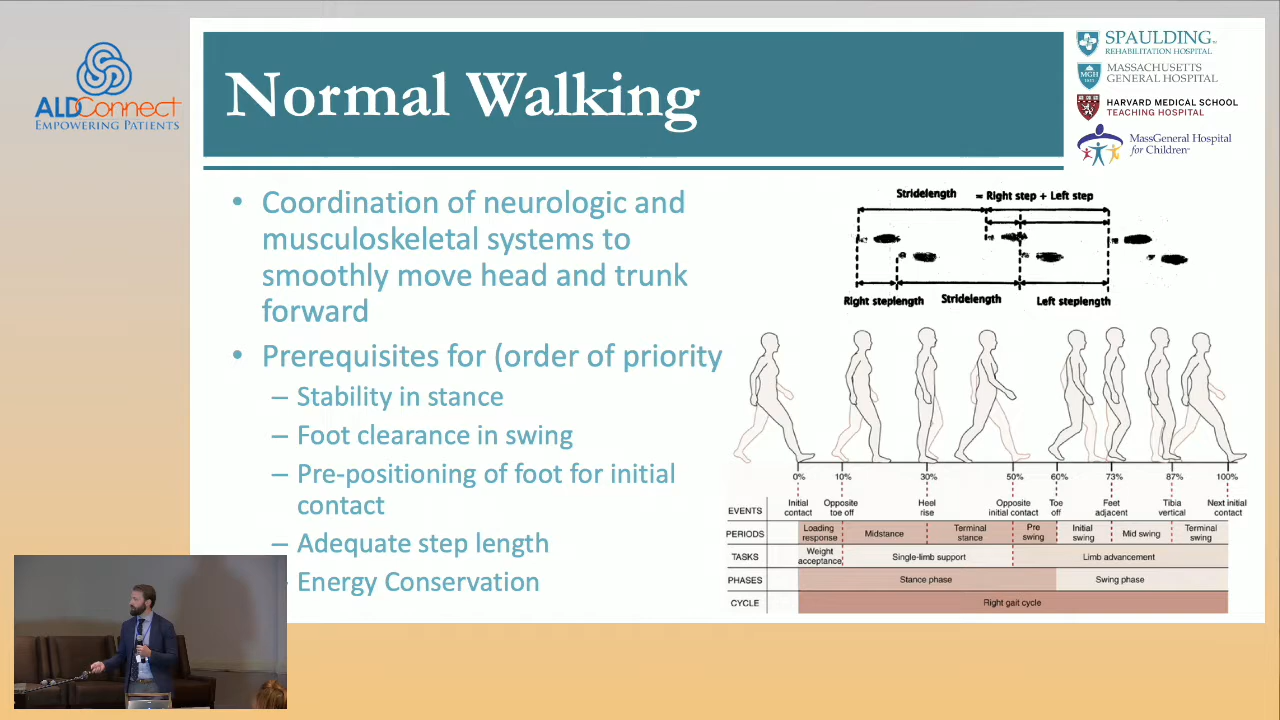 ALDConnect
EMPOWERING PATIENTS
Normal Walking
SPAULDING
REHABILITATION HOSPITAL
MGH
1811
MASSACHUSETTS
GENERAL HOSPITAL
HARVARD MEDICAL SCHOOL
TEACHING HOSPITAL
MassGeneral Hospital
for Children
• Coordination of neurologic and
musculoskeletal systems to
smoothly move head and trunk
forward
• Prerequisites for (order of priority
– Stability in stance
– Foot clearance in swing
– Pre-positioning of foot for initial
contact
– Adequate step length
Energy Conservation
Stridelength = Right step + Left step
Right steplength Stridelength Left steplength
0% 10% 30% 50% 60% 73% 87% 100%
EVENTS
Initial
contact
Opposite
toe off
Heel
rise
Opposite
initial contact
Toe
off
Feet
adjacent
Tibia
vertical
Next initial
contact
PERIODS
Loading
response
Midstance
Terminal
stance
Pre
swing
Initial
swing
Mid swing
Terminal
swing
TASKS
Weight
acceptance
Single-limb support
Limb advancement
PHASES
Stance phase
Swing phase
CYCLE
Right gait cycle